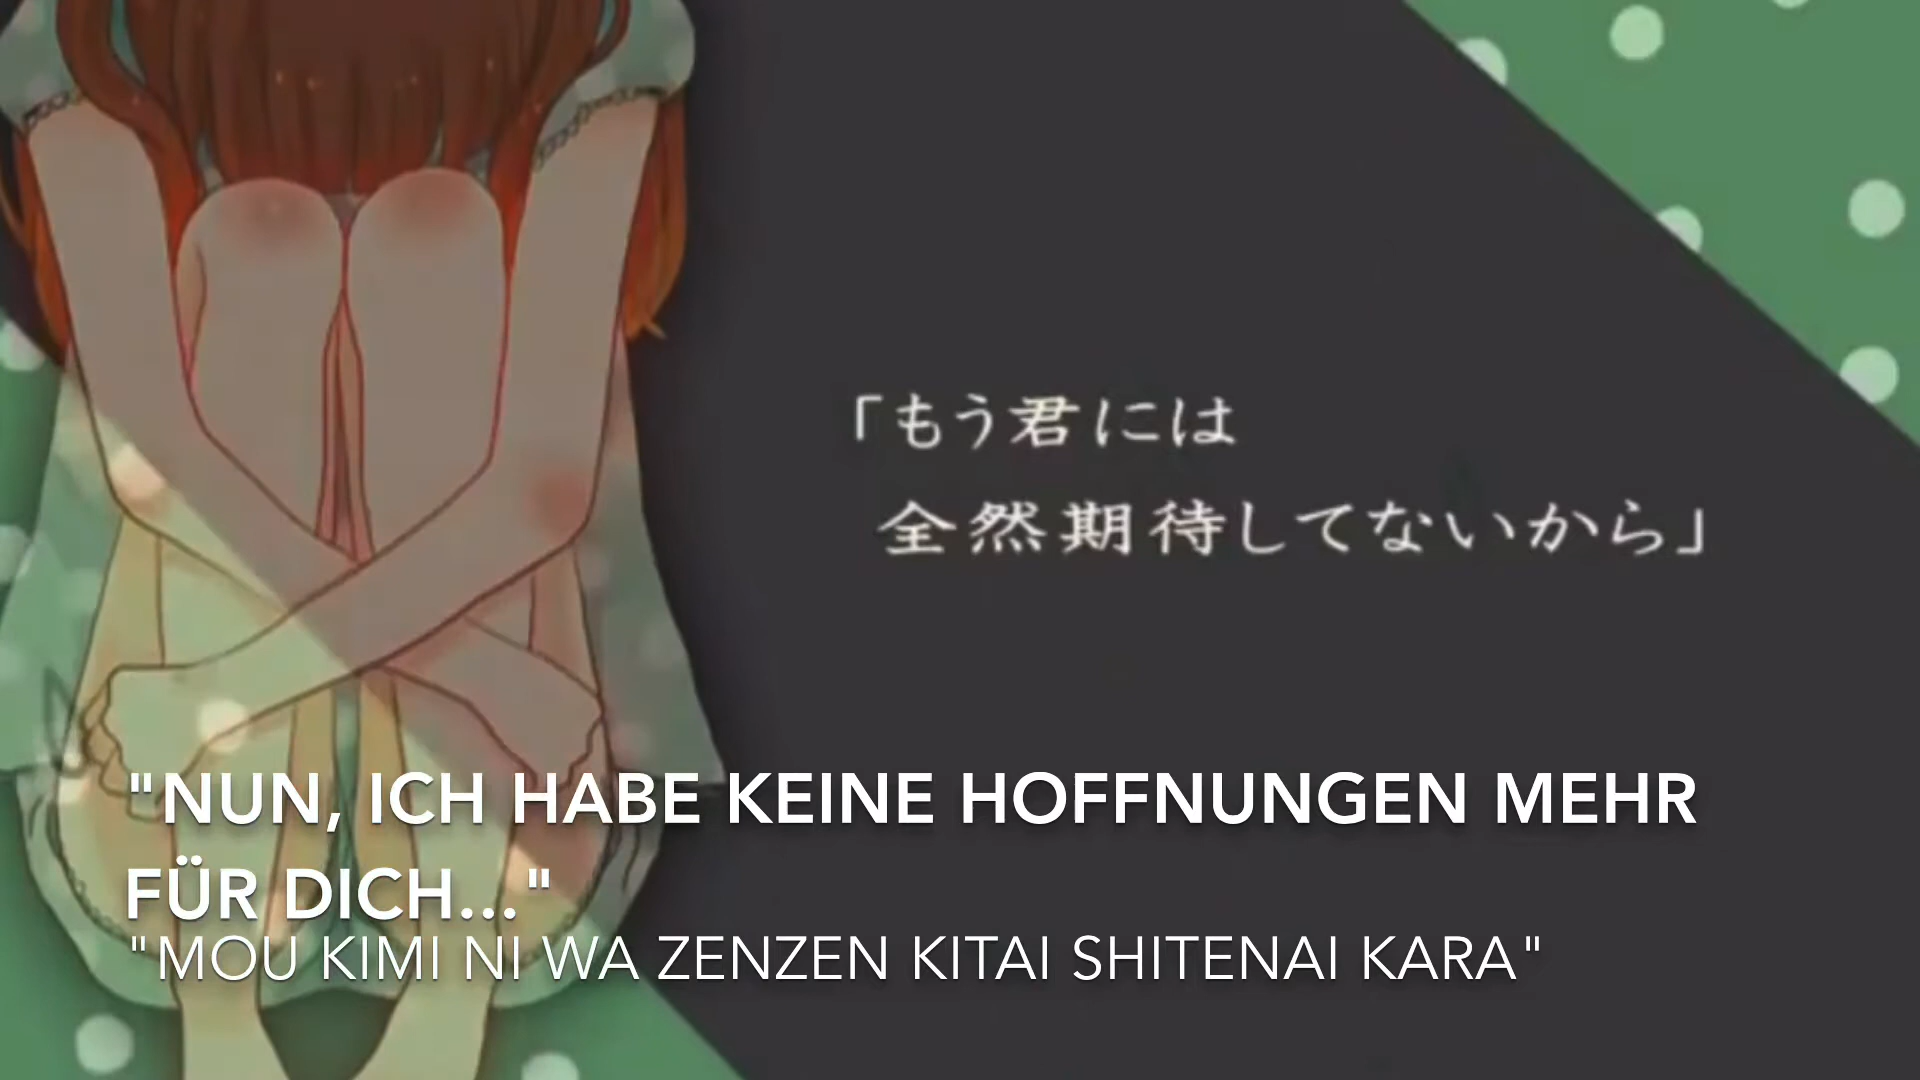 「もう君には
全然期待してないから」
"NUN, ICH HABE KEINE HOFFNUNGEN MEHR
FÜR DICH..."
"MOU KIMI NI WA ZENZEN KITAI SHITENAI KARA"